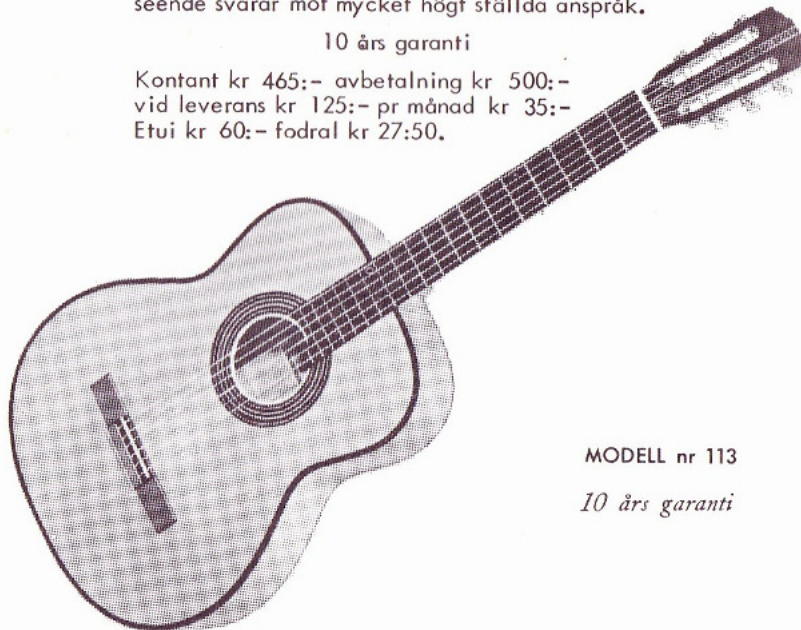 seende svarar mot mycket högt ställda anspråk.
10 års garanti
Kontant kr 465:- avbetalning kr 500:-
vid leverans kr 125:- pr månad kr 35:-
Etui kr 60:- fodral kr 27:50.
MODELL nr 113
10 års garanti